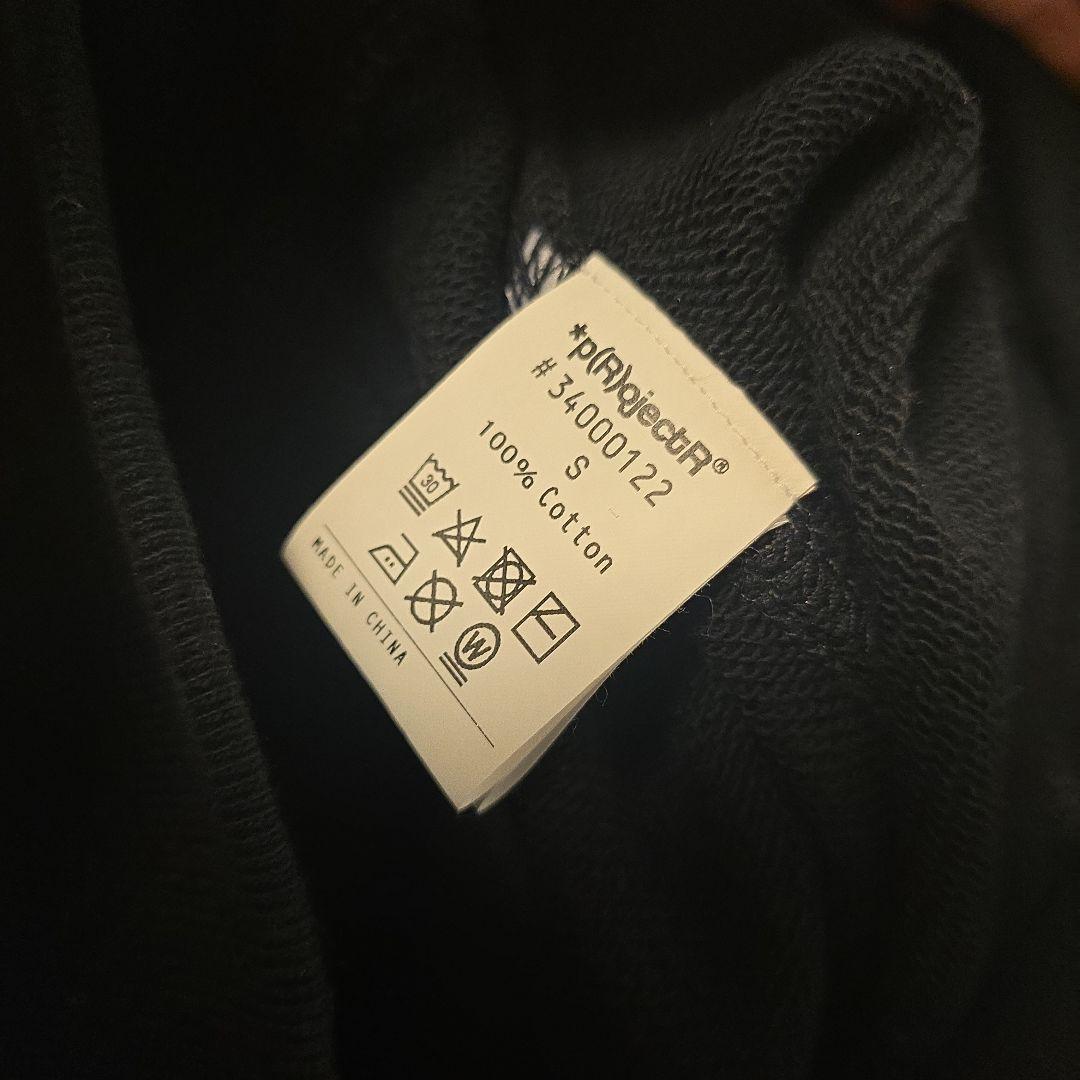 *p(R)ojectR®
#34000122
S
100% Cotton
30
W
MADE IN CHINA